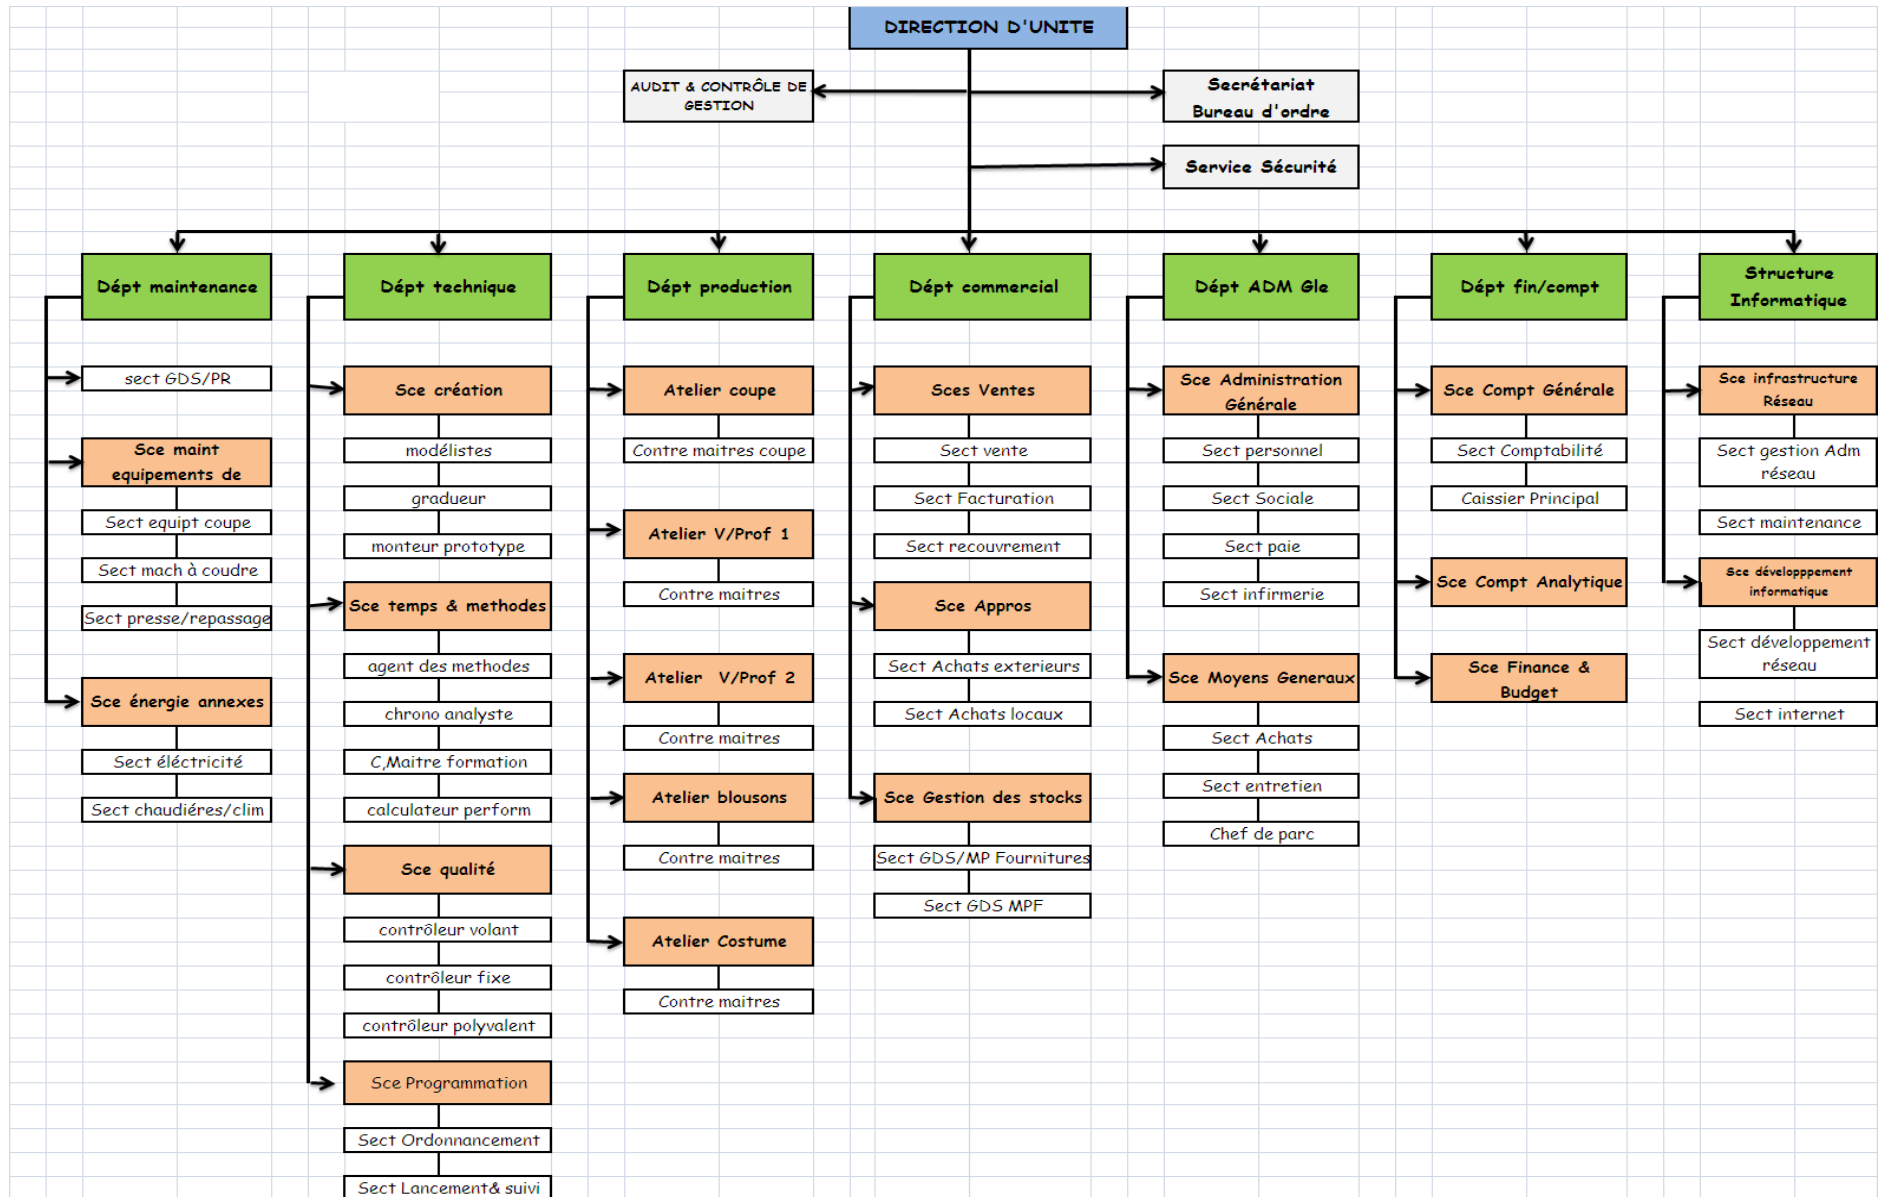 DIRECTION D'UNITE
AUDIT & CONTRÔLE DE
GESTION
Secrétariat
Bureau d'ordre
Service Sécurité
Dépt maintenance
sect GDS/PR
Sce maint
equipements de
Sect equipt coupe
Sect mach à coudre
Sect presse/repassage
Sce énergie annexes
Sect éléctricité
Sect chaudiéres/clim
Dépt technique
Sce création
modélistes
gradueur
monteur prototype
Sce temps & methodes
agent des methodes
chrono analyste
C,Maitre formation
calculateur perform
Sce qualité
contrôleur volant
contrôleur fixe
contrôleur polyvalent
Sce Programmation
Sect Ordonnancement
Sect Lancement& suivi
Dépt production
Atelier coupe
Contre maitres coupe
Atelier V/Prof 1
Contre maitres
Atelier V/Prof 2
Contre maitres
Atelier blousons
Contre maitres
Atelier Costume
Contre maitres
Dépt commercial
Sces Ventes
Sect vente
Sect Facturation
Sect recouvrement
Sce Appros
Sect Achats exterieurs
Sect Achats locaux
Sce Gestion des stocks
Sect GDS/MP Fournitures
Sect GDS MPF
Dépt ADM Gle
Sce Administration
Générale
Sect personnel
Sect Sociale
Sect paie
Sect infirmerie
Sce Moyens Generaux
Sect Achats
Sect entretien
Chef de parc
Dépt fin/compt
Sce Compt Générale
Sect Comptabilité
Caissier Principal
Sce Compt Analytique
Sce Finance &
Budget
Structure
Informatique
Sce infrastructure
Réseau
Sect gestion Adm
réseau
Sect maintenance
Sce développpement
informatique
Sect développement
réseau
Sect internet